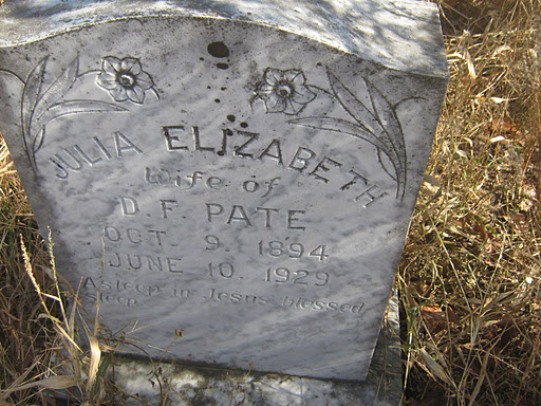 JULIA ELIZABETH
Wife of
D. F. PATE
OCT. 9. 1894
JUNE 10. 1929
Asleep in Jesus blessed
sleep